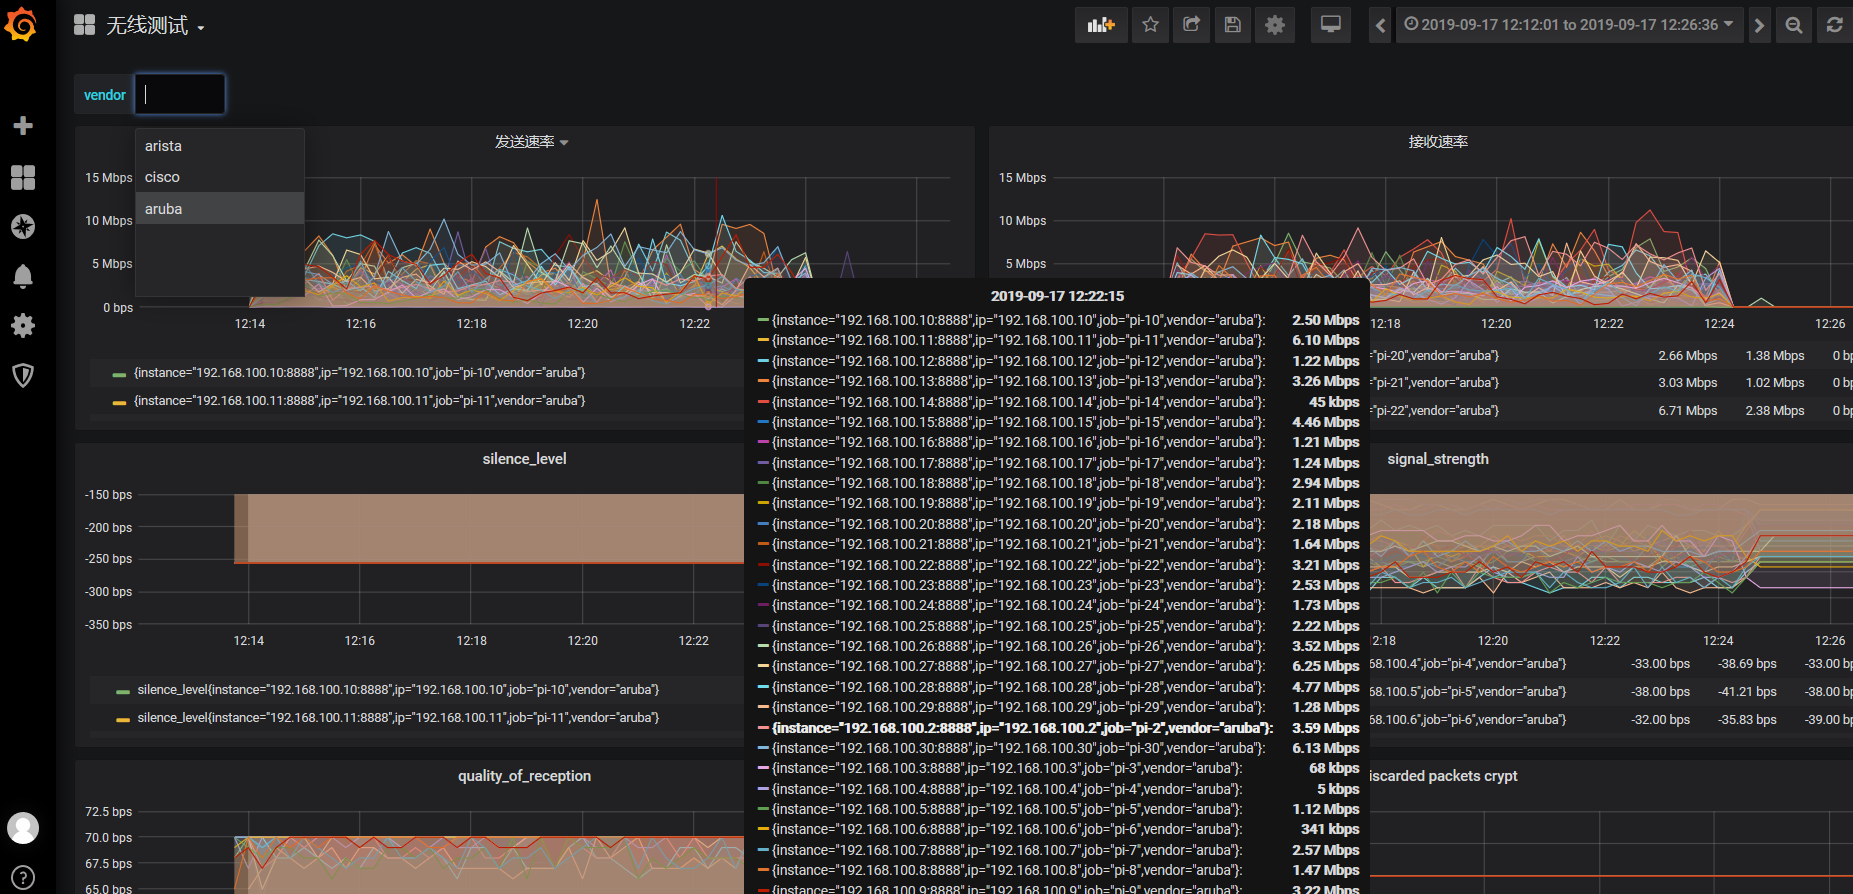 无线测试
2019-09-17 12:12:01 to 2019-09-17 12:26:36
vendor
arista
cisco
aruba
发送速率
15 Mbps
10 Mbps
5 Mbps
0 bps
12:14
12:16
12:18
12:20
12:22
{instance="192.168.100.10:8888",ip="192.168.100.10",job="pi-10",vendor="aruba"}
{instance="192.168.100.11:8888",ip="192.168.100.11",job="pi-11",vendor="aruba"}
接收速率
15 Mbps
10 Mbps
5 Mbps
12:18
12:20
12:22
12:24
12:26
="pi-20",vendor="aruba"} 2.66 Mbps 1.38 Mbps 0 bp
="pi-21",vendor="aruba"} 3.03 Mbps 1.02 Mbps 0 bp
="pi-22",vendor="aruba"} 6.71 Mbps 2.38 Mbps 0 bp
2019-09-17 12:22:15
{instance="192.168.100.10:8888",ip="192.168.100.10",job="pi-10",vendor="aruba"}: 2.50 Mbps
{instance="192.168.100.11:8888",ip="192.168.100.11",job="pi-11",vendor="aruba"}: 6.10 Mbps
{instance="192.168.100.12:8888",ip="192.168.100.12",job="pi-12",vendor="aruba"}: 1.22 Mbps
{instance="192.168.100.13:8888",ip="192.168.100.13",job="pi-13",vendor="aruba"}: 3.26 Mbps
{instance="192.168.100.14:8888",ip="192.168.100.14",job="pi-14",vendor="aruba"}: 45 kbps
{instance="192.168.100.15:8888",ip="192.168.100.15",job="pi-15",vendor="aruba"}: 4.46 Mbps
{instance="192.168.100.16:8888",ip="192.168.100.16",job="pi-16",vendor="aruba"}: 1.21 Mbps
{instance="192.168.100.17:8888",ip="192.168.100.17",job="pi-17",vendor="aruba"}: 1.24 Mbps
{instance="192.168.100.18:8888",ip="192.168.100.18",job="pi-18",vendor="aruba"}: 2.94 Mbps
{instance="192.168.100.19:8888",ip="192.168.100.19",job="pi-19",vendor="aruba"}: 2.11 Mbps
{instance="192.168.100.20:8888",ip="192.168.100.20",job="pi-20",vendor="aruba"}: 2.18 Mbps
{instance="192.168.100.21:8888",ip="192.168.100.21",job="pi-21",vendor="aruba"}: 1.64 Mbps
{instance="192.168.100.22:8888",ip="192.168.100.22",job="pi-22",vendor="aruba"}: 3.21 Mbps
{instance="192.168.100.23:8888",ip="192.168.100.23",job="pi-23",vendor="aruba"}: 2.53 Mbps
{instance="192.168.100.24:8888",ip="192.168.100.24",job="pi-24",vendor="aruba"}: 1.73 Mbps
{instance="192.168.100.25:8888",ip="192.168.100.25",job="pi-25",vendor="aruba"}: 2.22 Mbps
{instance="192.168.100.26:8888",ip="192.168.100.26",job="pi-26",vendor="aruba"}: 3.52 Mbps
{instance="192.168.100.27:8888",ip="192.168.100.27",job="pi-27",vendor="aruba"}: 6.25 Mbps
{instance="192.168.100.28:8888",ip="192.168.100.28",job="pi-28",vendor="aruba"}: 4.77 Mbps
{instance="192.168.100.29:8888",ip="192.168.100.29",job="pi-29",vendor="aruba"}: 1.28 Mbps
{instance="192.168.100.2:8888",ip="192.168.100.2",job="pi-2",vendor="aruba"}: 3.59 Mbps
{instance="192.168.100.30:8888",ip="192.168.100.30",job="pi-30",vendor="aruba"}: 6.13 Mbps
{instance="192.168.100.3:8888",ip="192.168.100.3",job="pi-3",vendor="aruba"}: 68 kbps
{instance="192.168.100.4:8888",ip="192.168.100.4",job="pi-4",vendor="aruba"}: 5 kbps
{instance="192.168.100.5:8888",ip="192.168.100.5",job="pi-5",vendor="aruba"}: 1.12 Mbps
{instance="192.168.100.6:8888",ip="192.168.100.6",job="pi-6",vendor="aruba"}: 341 kbps
{instance="192.168.100.7:8888",ip="192.168.100.7",job="pi-7",vendor="aruba"}: 2.57 Mbps
{instance="192.168.100.8:8888",ip="192.168.100.8",job="pi-8",vendor="aruba"}: 1.47 Mbps
{instance="192.168.100.9:8888",ip="192.168.100.9",job="pi-9",vendor="aruba"}: 3.22 Mbps
silence_level
-150 bps
-200 bps
-250 bps
-300 bps
-350 bps
12:14
12:16
12:18
12:20
12:22
silence_level{instance="192.168.100.10:8888",ip="192.168.100.10",job="pi-10",vendor="aruba"}
silence_level{instance="192.168.100.11:8888",ip="192.168.100.11",job="pi-11",vendor="aruba"}
signal_strength
2:18
12:20
12:22
12:24
12:26
68.100.4",job="pi-4",vendor="aruba"} -33.00 bps -38.69 bps -33.00 bp
68.100.5",job="pi-5",vendor="aruba"} -38.00 bps -41.21 bps -38.00 bp
68.100.6",job="pi-6",vendor="aruba"} -32.00 bps -35.83 bps -39.00 bp
quality_of_reception
72.5 bps
70.0 bps
67.5 bps
65.0 bps
iscarded packets crypt